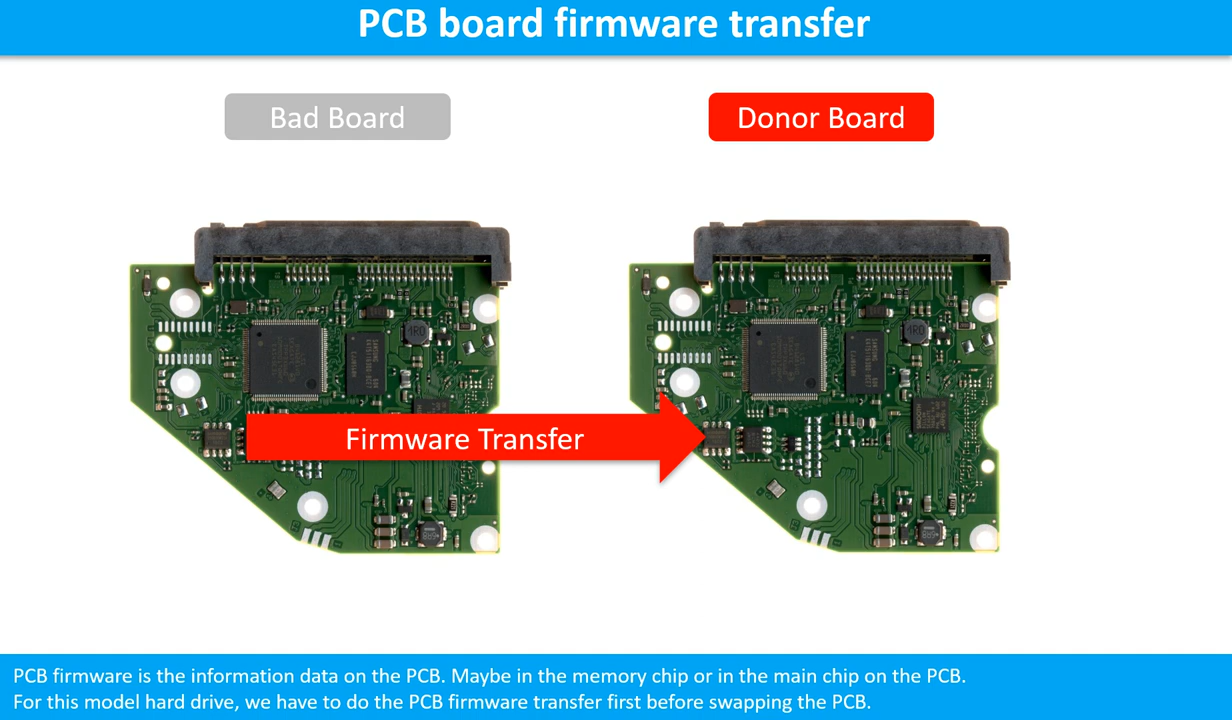 PCB board firmware transfer
Bad Board
Donor Board
1R0
1R0
Firmware Transfer
PCB firmware is the information data on the PCB. Maybe in the memory chip or in the main chip on the PCB.
For this model hard drive, we have to do the PCB firmware transfer first before swapping the PCB.